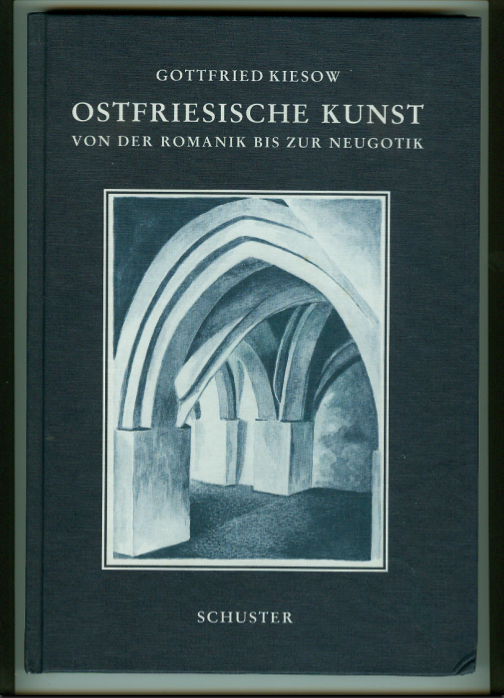 GOTTFRIED KIESOW
OSTFRIESISCHE KUNST
VON DER ROMANIK BIS ZUR NEUGOTIK
SCHUSTER